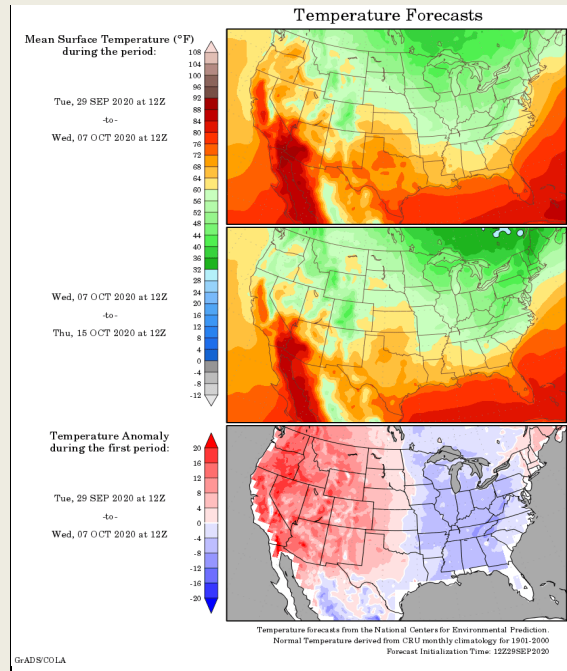 Temperature Forecasts
Mean Surface Temperature (°F)
during the period:
Tue, 29 SEP 2020 at 12Z
-to-
Wed, 07 OCT 2020 at 12Z
108
104
100
96
92
88
84
80
76
72
68
64
60
56
52
48
44
40
36
32
28
24
20
16
12
8
4
0
-4
-8
-12
Wed, 07 OCT 2020 at 12Z
-to-
Thu, 15 OCT 2020 at 12Z
Temperature Anomaly
during the first period:
Tue, 29 SEP 2020 at 12Z
-to-
Wed, 07 OCT 2020 at 12Z
20
16
12
8
4
0
-4
-8
-12
-16
-20
Temperature forecasts from the National Centers for Environmental Prediction.
Normal Temperature derived from CRU monthly climatology for 1901-2000
Forecast Initialization Time: 12Z29SEP2020
GrADS/COLA